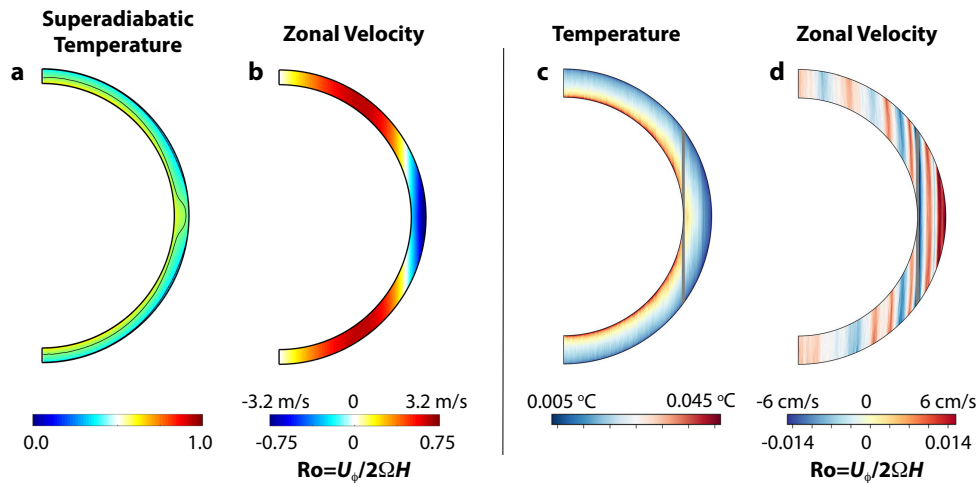 Superadiabatic
Temperature
Zonal Velocity
Temperature
Zonal Velocity
a
b
c
d
-3.2 m/s 0 3.2 m/s
0.005 °C 0.045 °C
-6 cm/s 0 6 cm/s
0.0 1.0
-0.75 0 0.75
-0.014 0 0.014
Ro=Uϕ/2ΩH
Ro=Uϕ/2ΩH